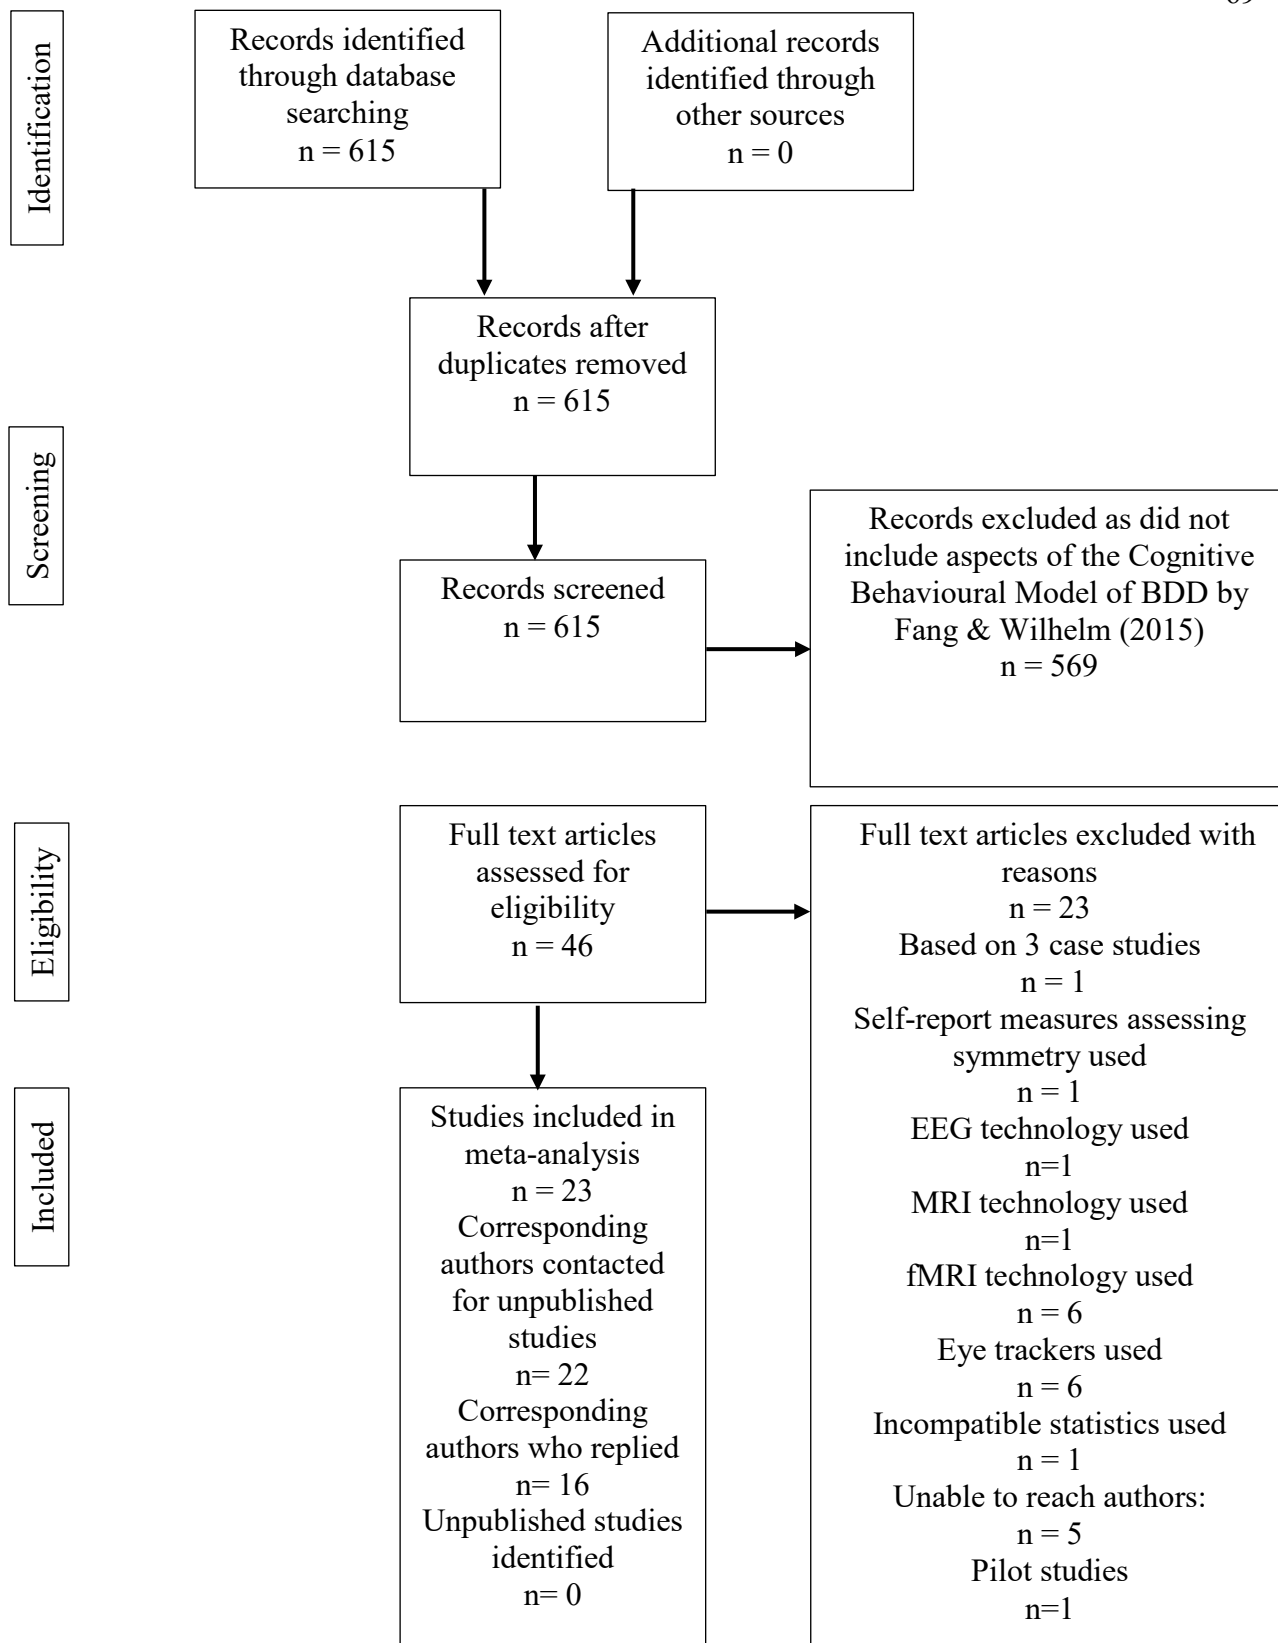 Identification
Records identified
through database
searching
n = 615
Additional records
identified through
other sources
n = 0
Records after
duplicates removed
n = 615
Screening
Records screened
n = 615
Records excluded as did not
include aspects of the Cognitive
Behavioural Model of BDD by
Fang & Wilhelm (2015)
n = 569
Eligibility
Full text articles
assessed for
eligibility
n = 46
Full text articles excluded with
reasons
n = 23
Based on 3 case studies
n = 1
Self-report measures assessing
symmetry used
n = 1
EEG technology used
n=1
MRI technology used
n=1
fMRI technology used
n = 6
Eye trackers used
n = 6
Incompatible statistics used
n = 1
Unable to reach authors:
n = 5
Pilot studies
n=1
Included
Studies included in
meta-analysis
n = 23
Corresponding
authors contacted
for unpublished
studies
n= 22
Corresponding
authors who replied
n= 16
Unpublished studies
identified
n= 0